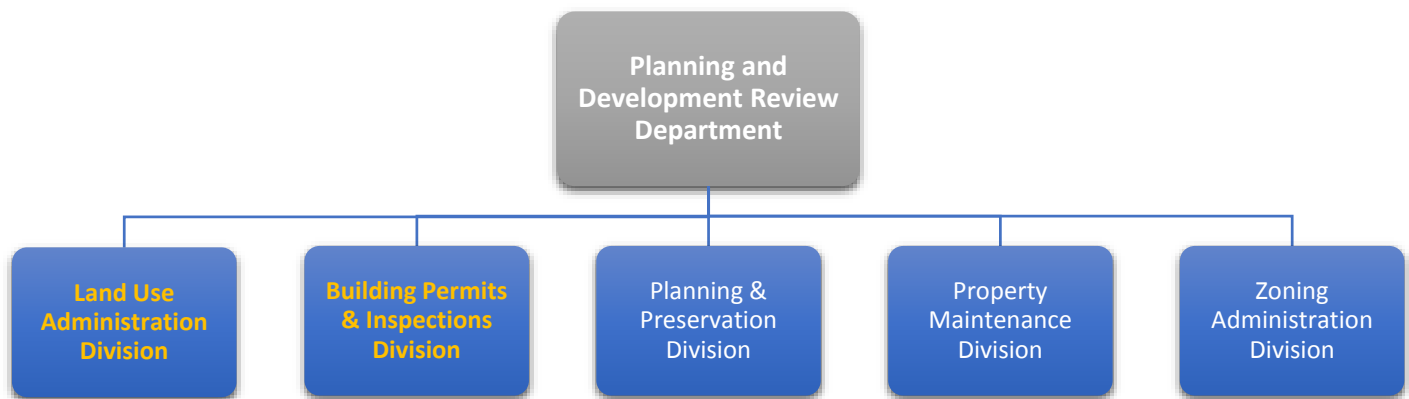 Planning and
Development Review
Department
Land Use
Administration
Division
Building Permits
& Inspections
Division
Planning &
Preservation
Division
Property
Maintenance
Division
Zoning
Administration
Division